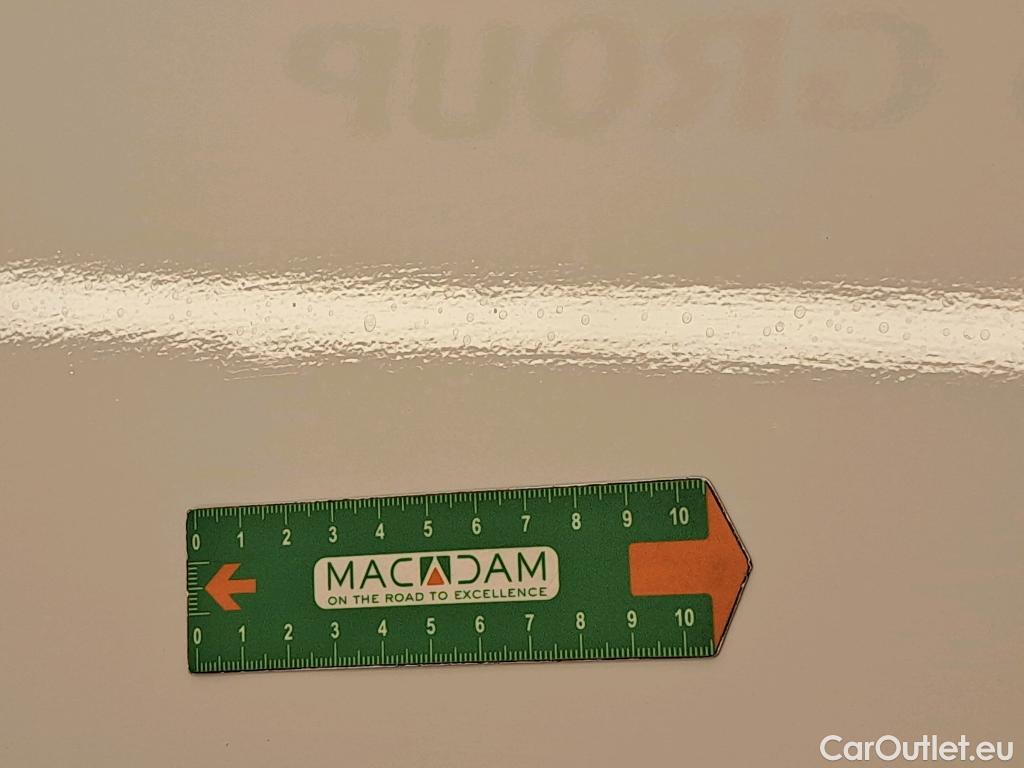 GROUP
0 1 2 3 4 5 6 7 8 9 10
MACADAM
ON THE ROAD TO EXCELLENCE
0 1 2 3 4 5 6 7 8 9 10
CarOutlet.eu